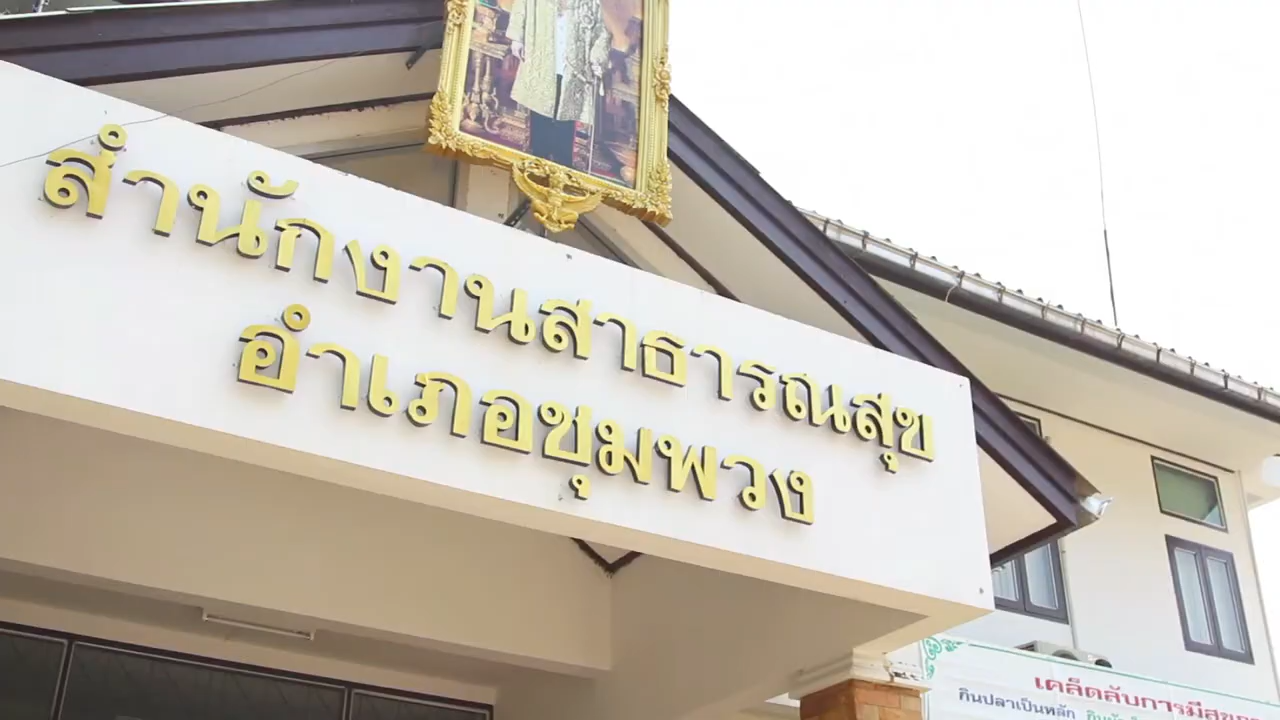 สำนักงานสาธารณสุข
อำเภอชุมพวง
เคล็ดลับการมีสุข
กินปลาเป็นหลัก